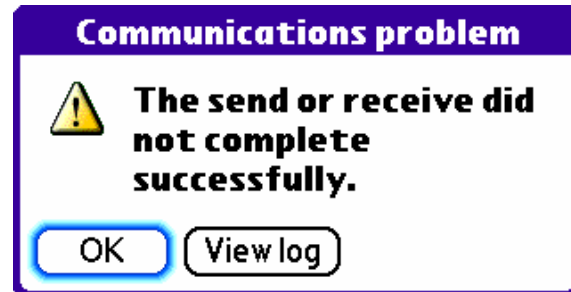 Communications problem
The send or receive did
not complete
successfully.
OK
View log